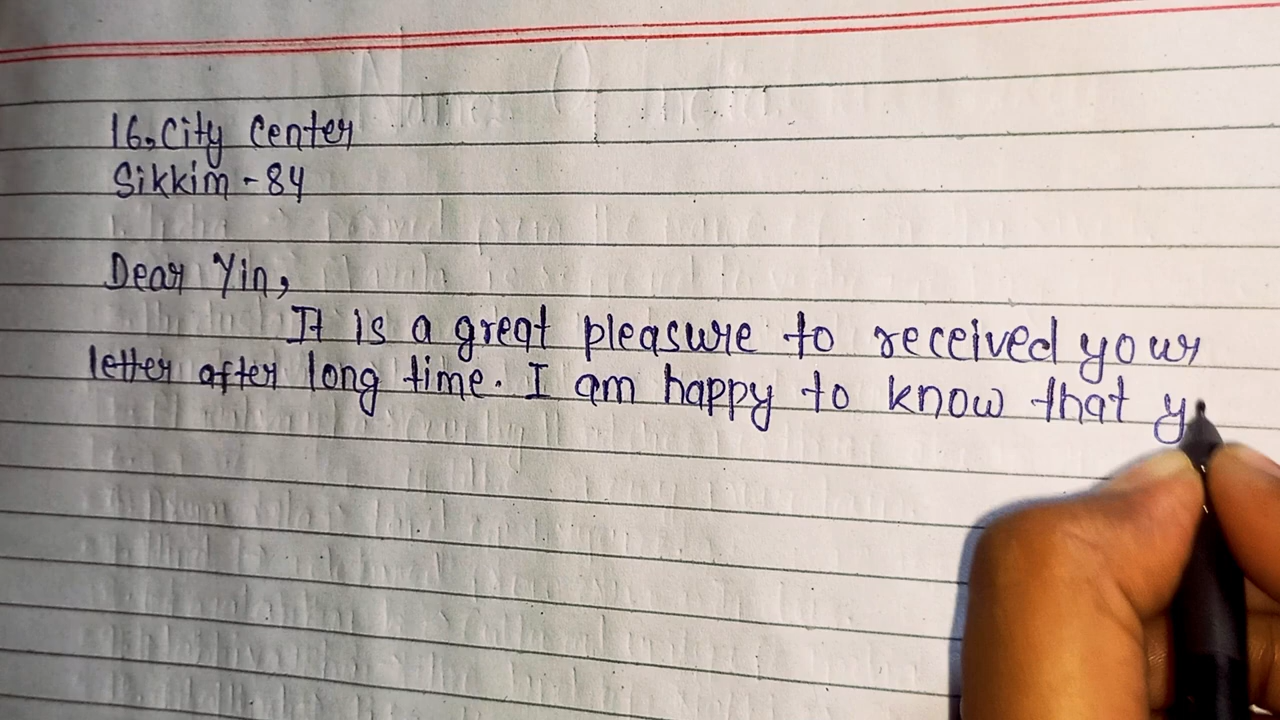 16, City Center
Sikkim - 84
Dear Yin,
It is a great pleasure to received your
letter after long time. I am happy to know that y